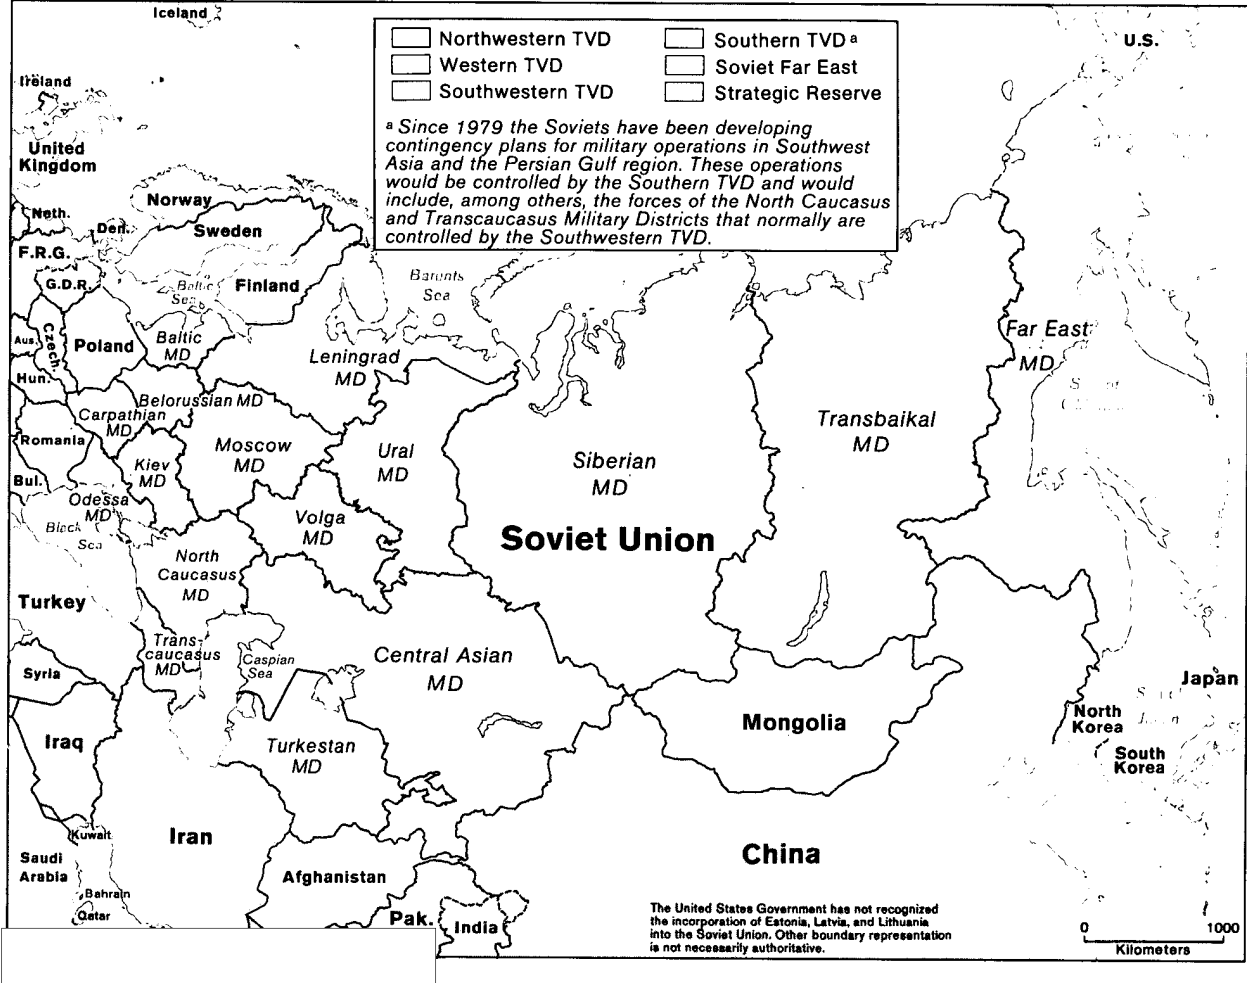 Iceland
Northwestern TVD
Western TVD
Southwestern TVD
Southern TVD a
Soviet Far East
Strategic Reserve
a Since 1979 the Soviets have been developing
contingency plans for military operations in Southwest
Asia and the Persian Gulf region. These operations
would be controlled by the Southern TVD and would
include, among others, the forces of the North Caucasus
and Transcaucasus Military Districts that normally are
controlled by the Southwestern TVD.
U.S.
Ireland
United
Kingdom
Norway
Neth.
Den.
Sweden
F.R.G.
G.D.R.
Baltic
Sea
Finland
Barents
Sea
Aus.
Czech.
Poland
Baltic
MD
Leningrad
MD
Far East
MD
Hun.
Belorussian MD
Carpathian
MD
Romania
Moscow
MD
Ural
MD
Siberian
MD
Transbaikal
MD
Kiev
MD
Bul.
Odessa
MD
Black
Sea
Volga
MD
Soviet Union
North
Caucasus
MD
Turkey
Trans-
caucasus
MD
Caspian
Sea
Central Asian
MD
Syria
Japan
North
Korea
South
Korea
Mongolia
Iraq
Turkestan
MD
Iran
Kuwait
China
Saudi
Arabia
Afghanistan
Bahrain
Qatar
Pak.
India
The United States Government has not recognized
the incorporation of Estonia, Latvia, and Lithuania
into the Soviet Union. Other boundary representation
is not necessarily authoritative.
0 1000
Kilometers